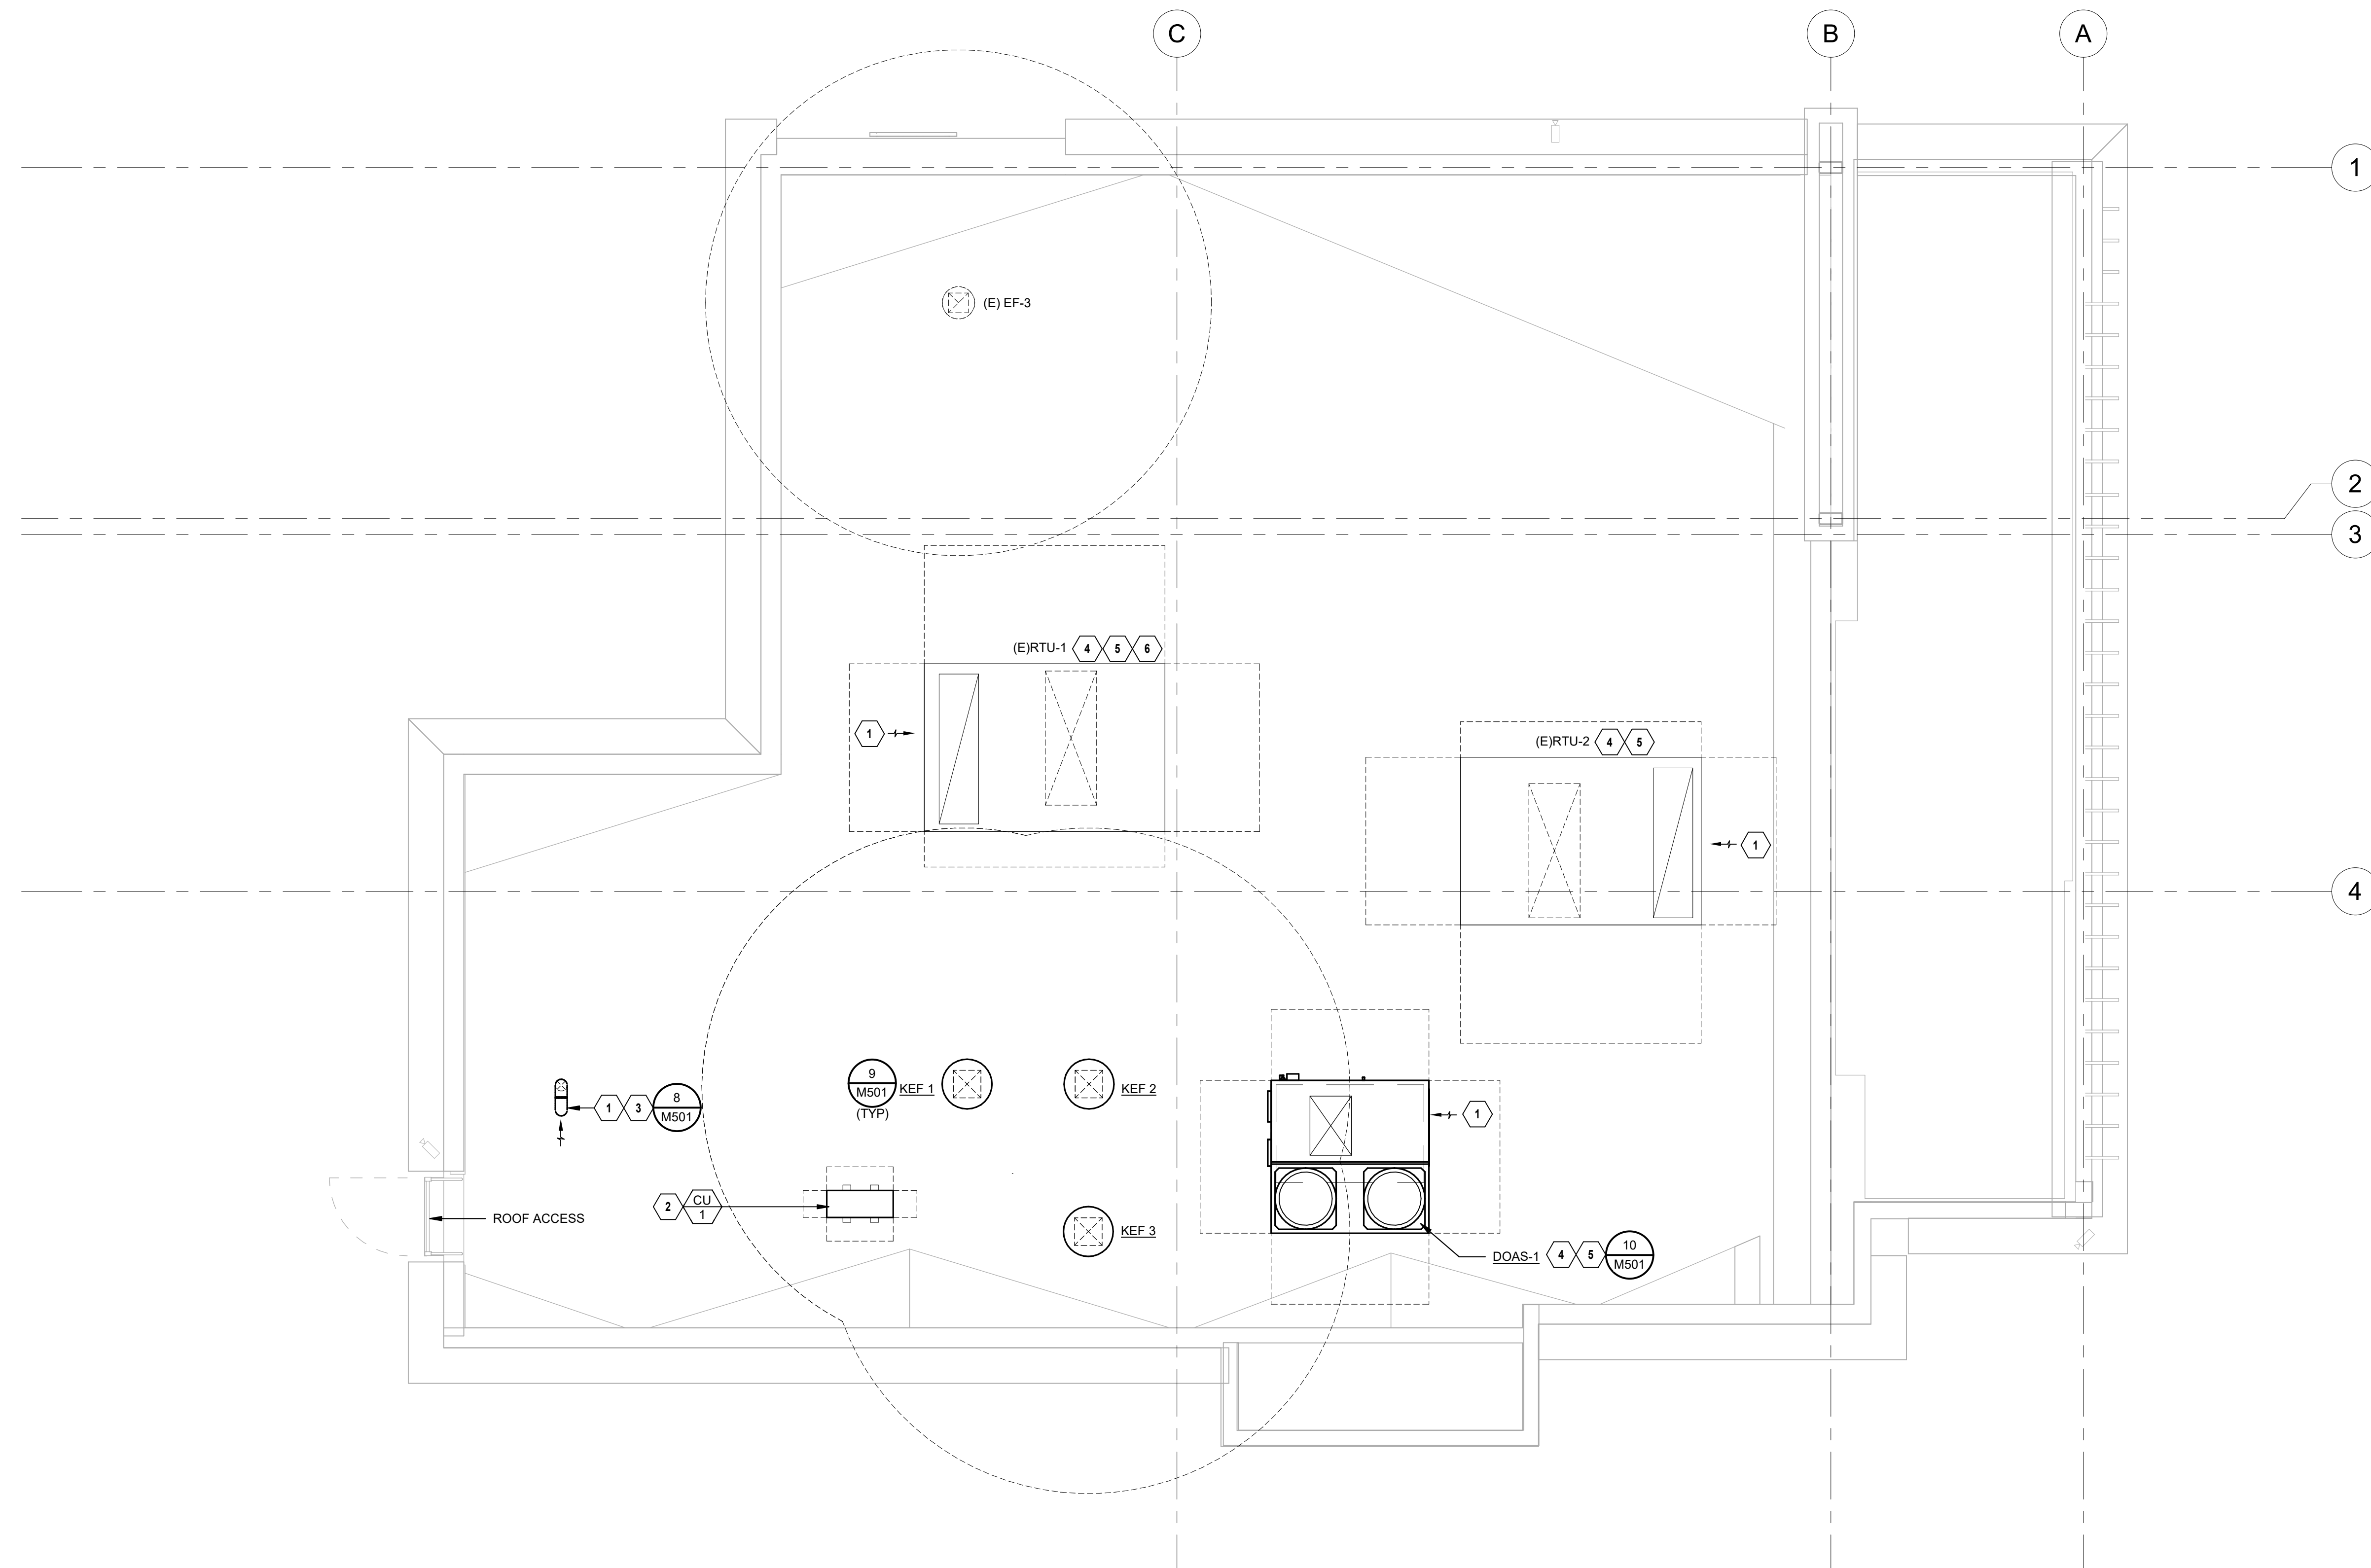 C
B
A
1
(E) EF-3
2
3
(E)RTU-1 4 5 6
1
(E)RTU-2 4 5
1
4
9
M501
(TYP)
KEF 1
KEF 2
1 3
8
M501
1
2
CU
1
ROOF ACCESS
KEF 3
DOAS-1 4 5
10
M501